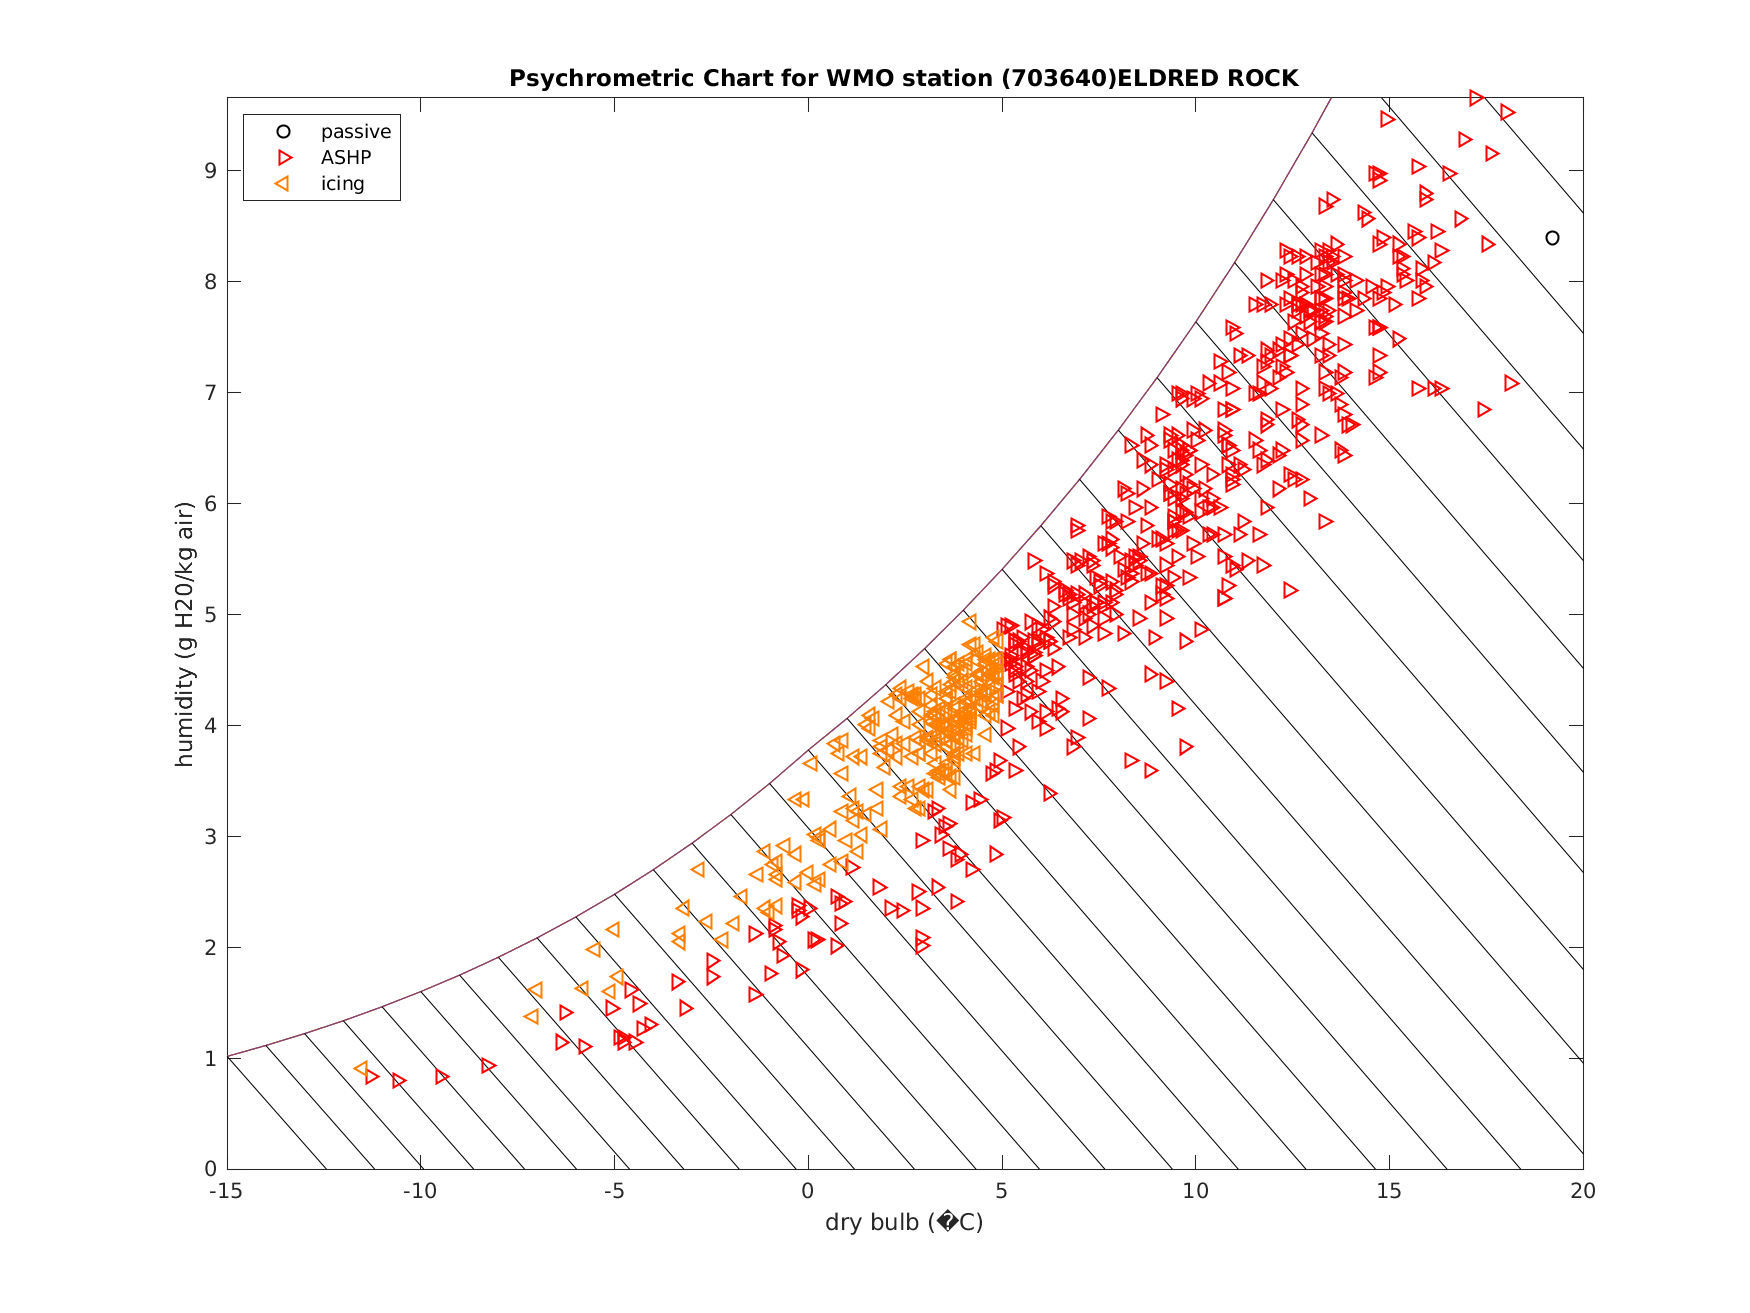 Psychrometric Chart for WMO station (703640)ELDRED ROCK
passive
ASHP
icing
humidity (g H20/kg air)
9
8
7
6
5
4
3
2
1
0
-15 -10 -5 0 5 10 15 20
dry bulb (�C)